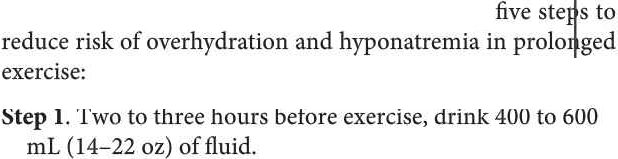 five steps to
reduce risk of overhydration and hyponatremia in prolonged
exercise:
Step 1. Two to three hours before exercise, drink 400 to 600
mL (14–22 oz) of fluid.